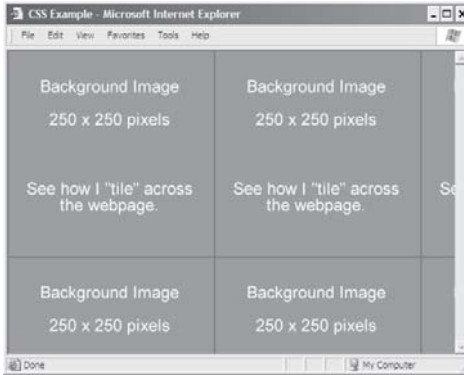 CSS Example - Microsoft Internet Explorer
File Edit View Favorites Tools Help
Background Image Background Image
250 x 250 pixels 250 x 250 pixels
See how I "tile" across See how I "tile" across Se
the webpage. the webpage.
Background Image Background Image
250 x 250 pixels 250 x 250 pixels
Done My Computer